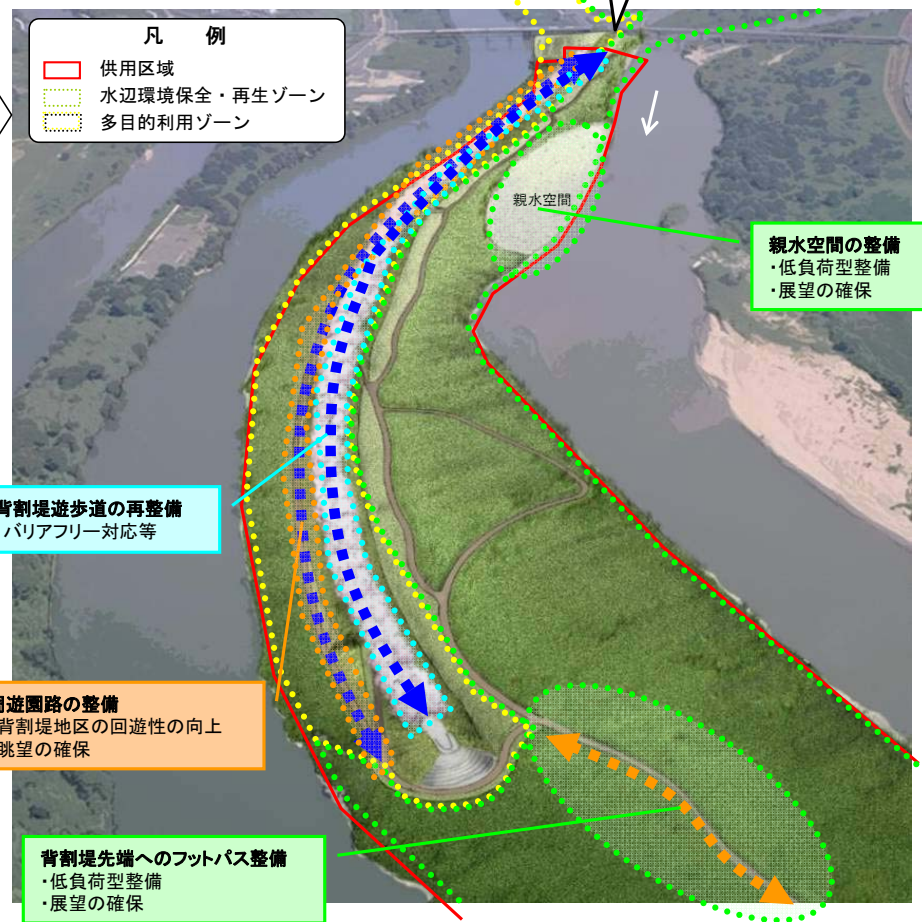 凡 例
供用区域
水辺環境保全・再生ゾーン
多目的利用ゾーン
親水空間
親水空間の整備
・低負荷型整備
・展望の確保
背割堤遊歩道の再整備
バリアフリー対応等
遊園路の整備
背割堤地区の回遊性の向上
眺望の確保
背割堤先端へのフットパス整備
・低負荷型整備
・展望の確保